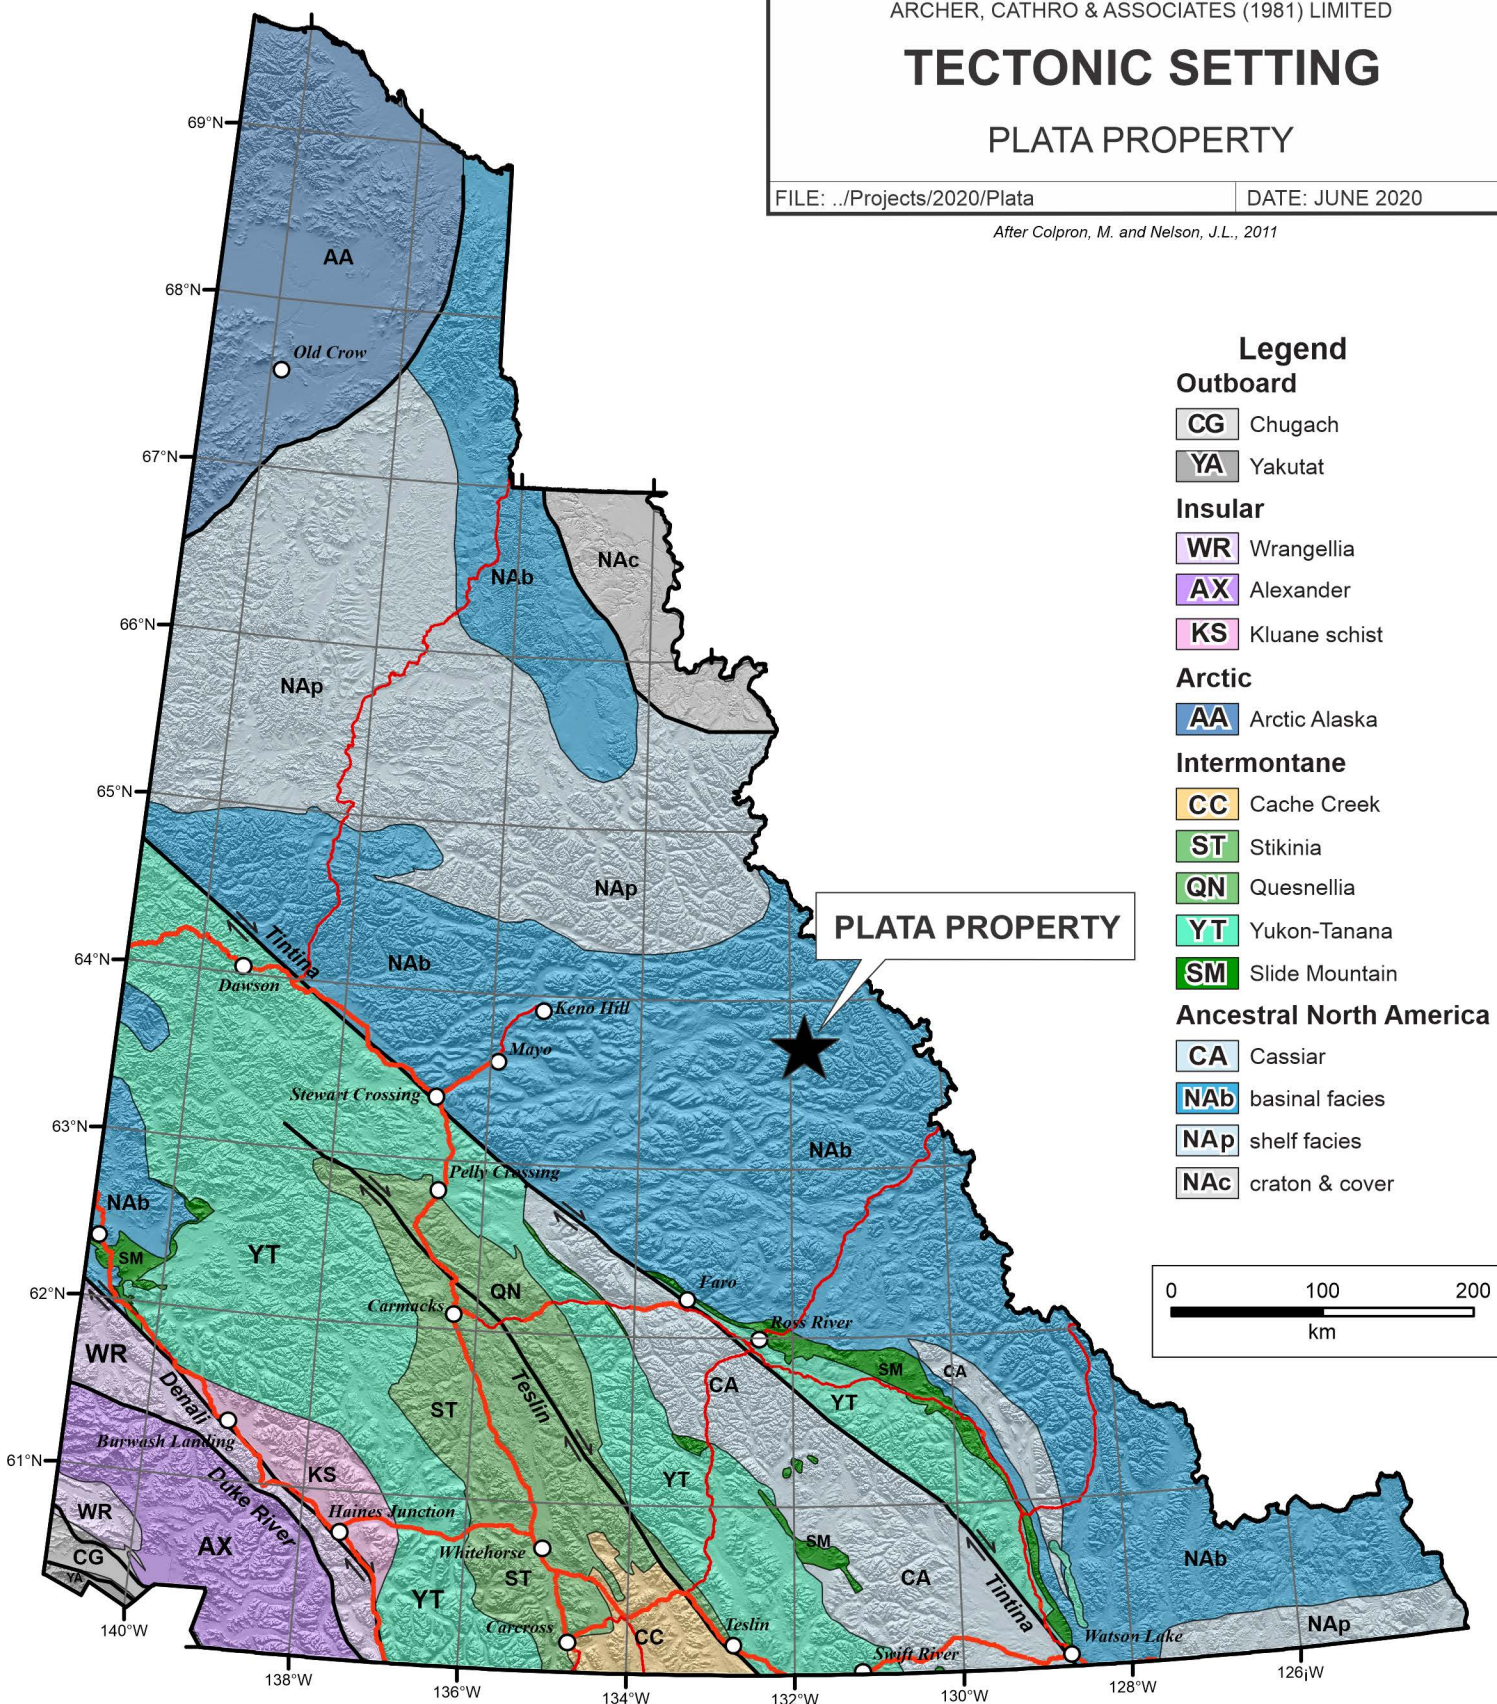 ARCHER, CATHRO & ASSOCIATES (1981) LIMITED
TECTONIC SETTING
PLATA PROPERTY
FILE: ../Projects/2020/Plata
DATE: JUNE 2020
After Colpron, M. and Nelson, J.L., 2011
69°N
AA
68°N
Old Crow
67°N
NAb
NAc
66°N
NAp
65°N
NAp
PLATA PROPERTY
Tintina
64°N
NAb
Dawson
Keno Hill
Mayo
Stewart Crossing
63°N
NAb
Pelly Crossing
NAb
YT
SM
QN
Faro
62°N
Carmacks
Ross River
WR
SM
CA
CA
Denali
Teslin
YT
ST
Burwash Landing
61°N
KS
YT
Duke River
WR
Haines Junction
AX
SM
CG
Whitehorse
NAb
YA
ST
CA
YT
Tintina
140°W
Carcross
CC
Teslin
Swift River
Watson Lake
NAp
138°W
136°W
134°W
132°W
130°W
128°W
126°W
Legend
Outboard
CG Chugach
YA Yakutat
Insular
WR Wrangellia
AX Alexander
KS Kluane schist
Arctic
AA Arctic Alaska
Intermontane
CC Cache Creek
ST Stikinia
QN Quesnellia
YT Yukon-Tanana
SM Slide Mountain
Ancestral North America
CA Cassiar
NAb basinal facies
NAp shelf facies
NAc craton & cover
0 100 200
km